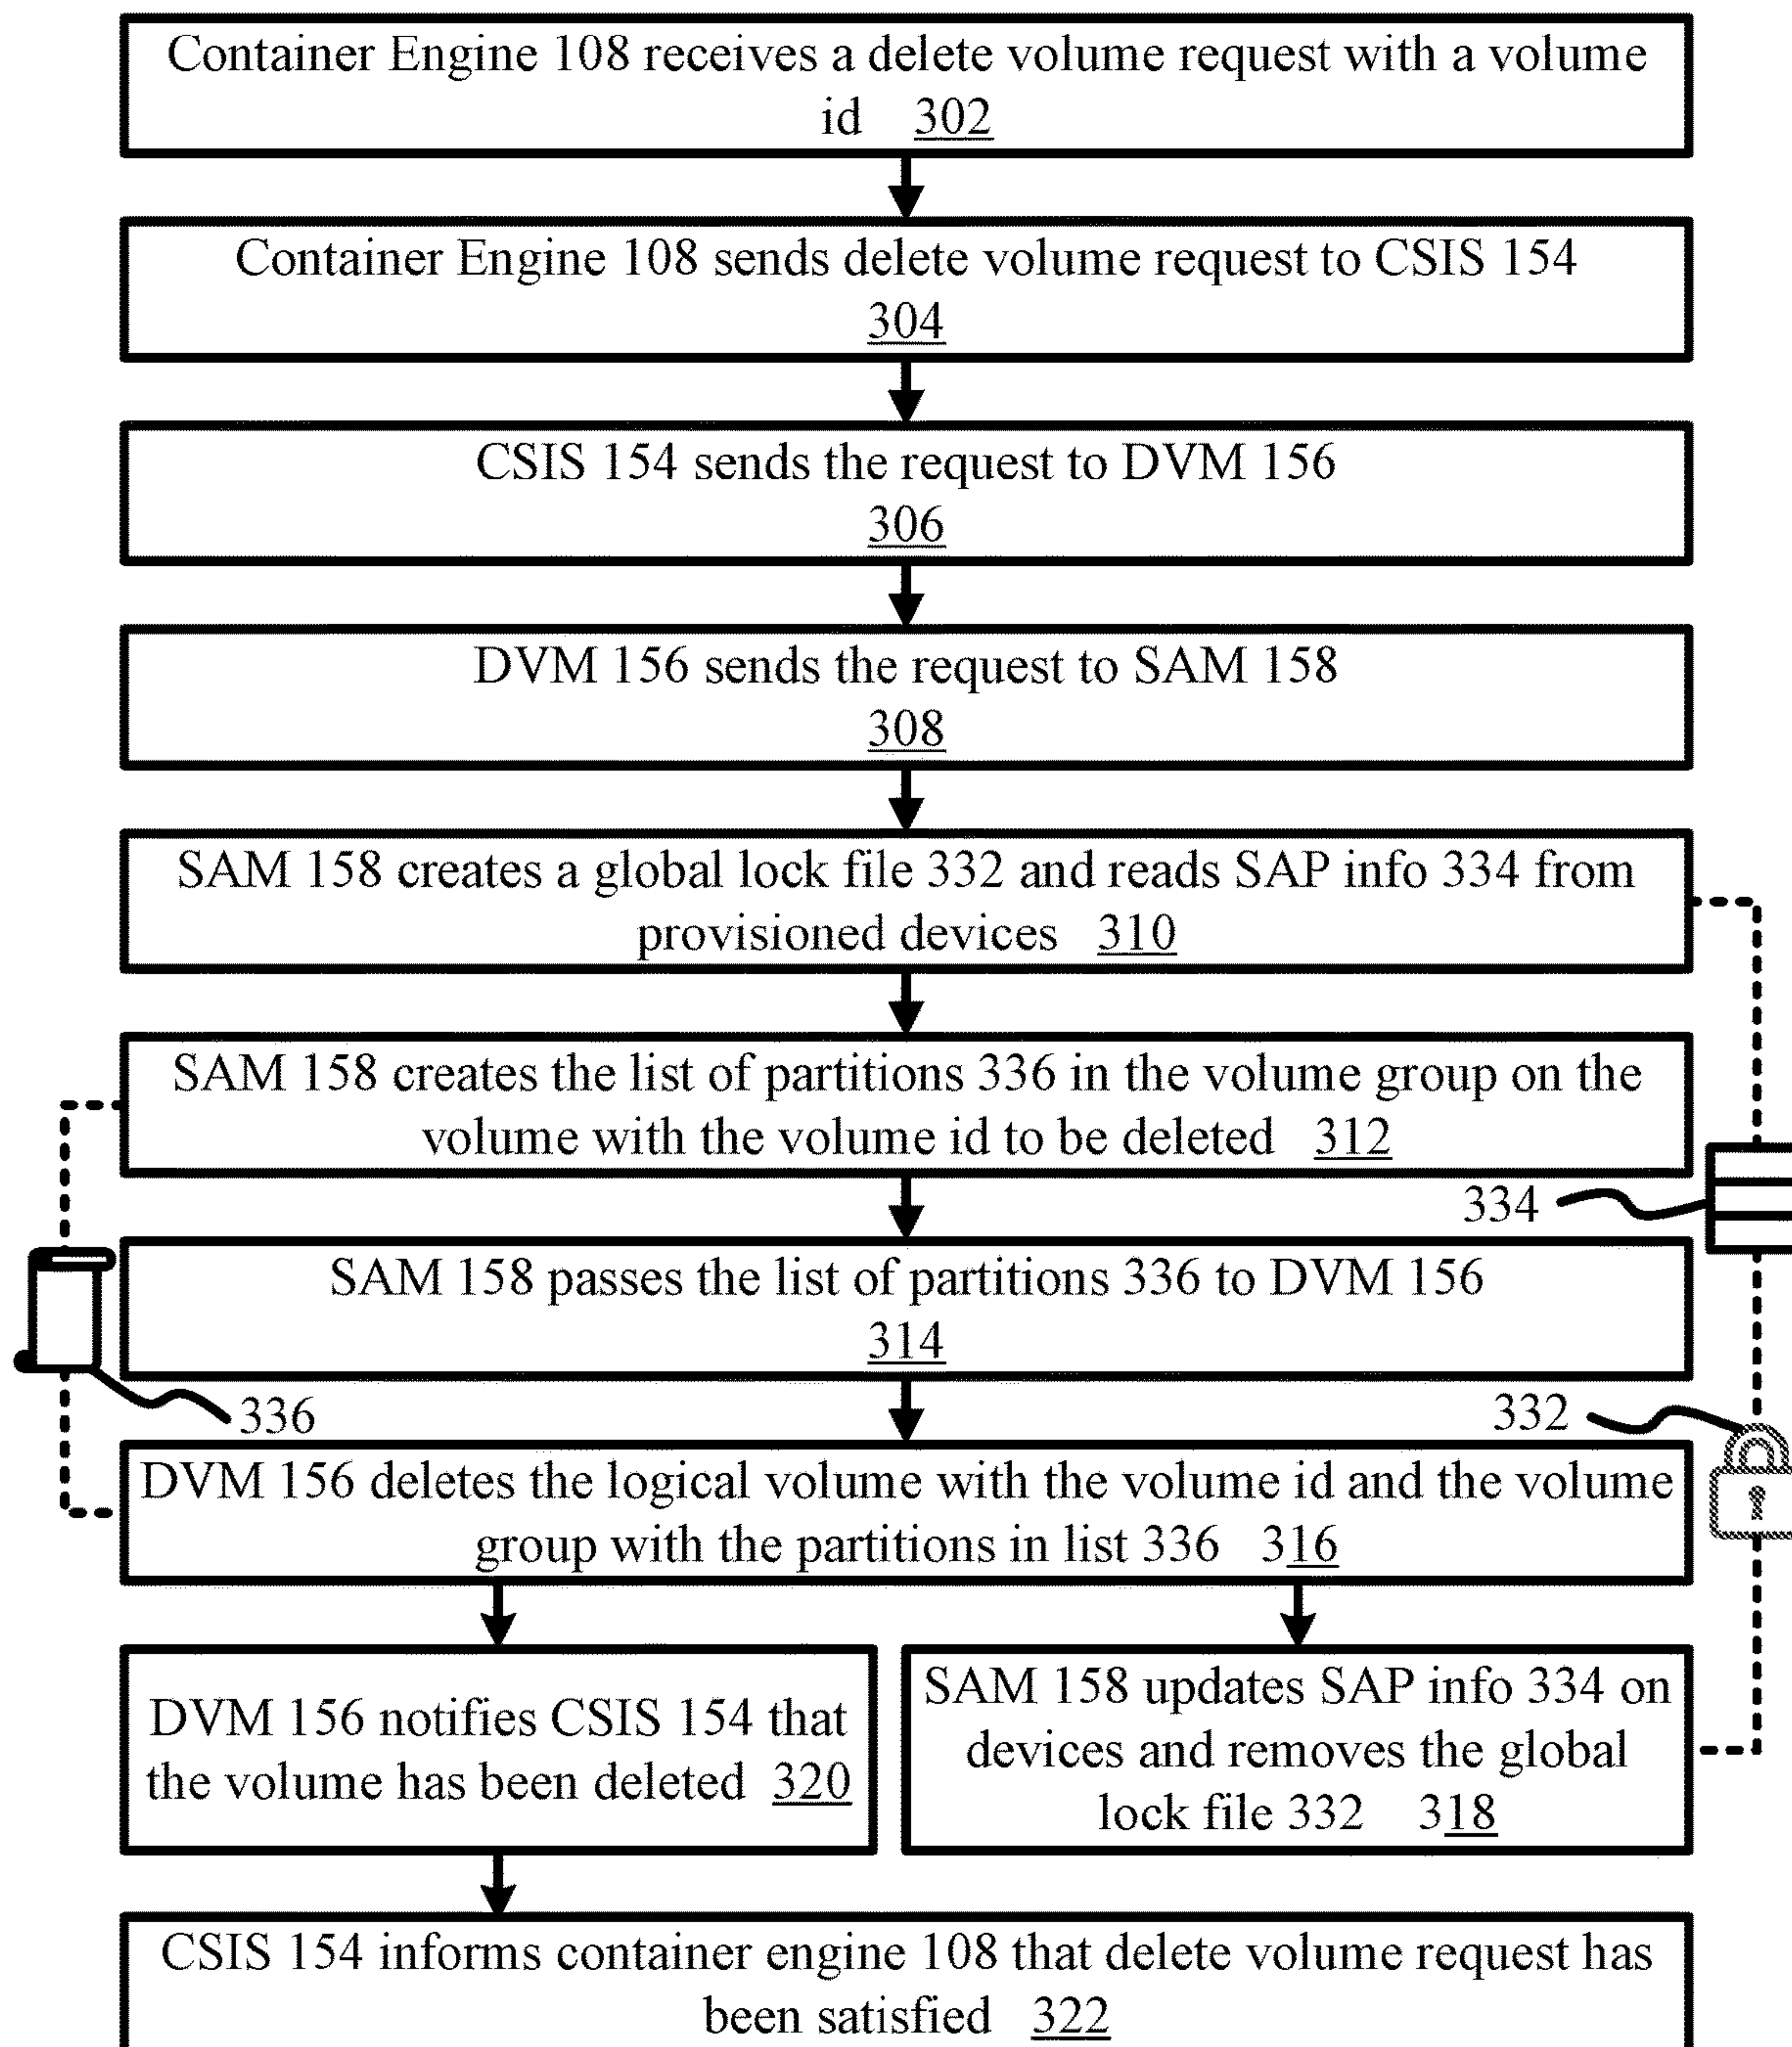 Container Engine 108 receives a delete volume request with a volume
id 302
Container Engine 108 sends delete volume request to CSIS 154
304
CSIS 154 sends the request to DVM 156
306
DVM 156 sends the request to SAM 158
308
SAM 158 creates a global lock file 332 and reads SAP info 334 from
provisioned devices 310
SAM 158 creates the list of partitions 336 in the volume group on the
volume with the volume id to be deleted 312
334
SAM 158 passes the list of partitions 336 to DVM 156
314
336
332
DVM 156 deletes the logical volume with the volume id and the volume
group with the partitions in list 336 316
DVM 156 notifies CSIS 154 that
the volume has been deleted 320
SAM 158 updates SAP info 334 on
devices and removes the global
lock file 332 318
CSIS 154 informs container engine 108 that delete volume request has
been satisfied 322